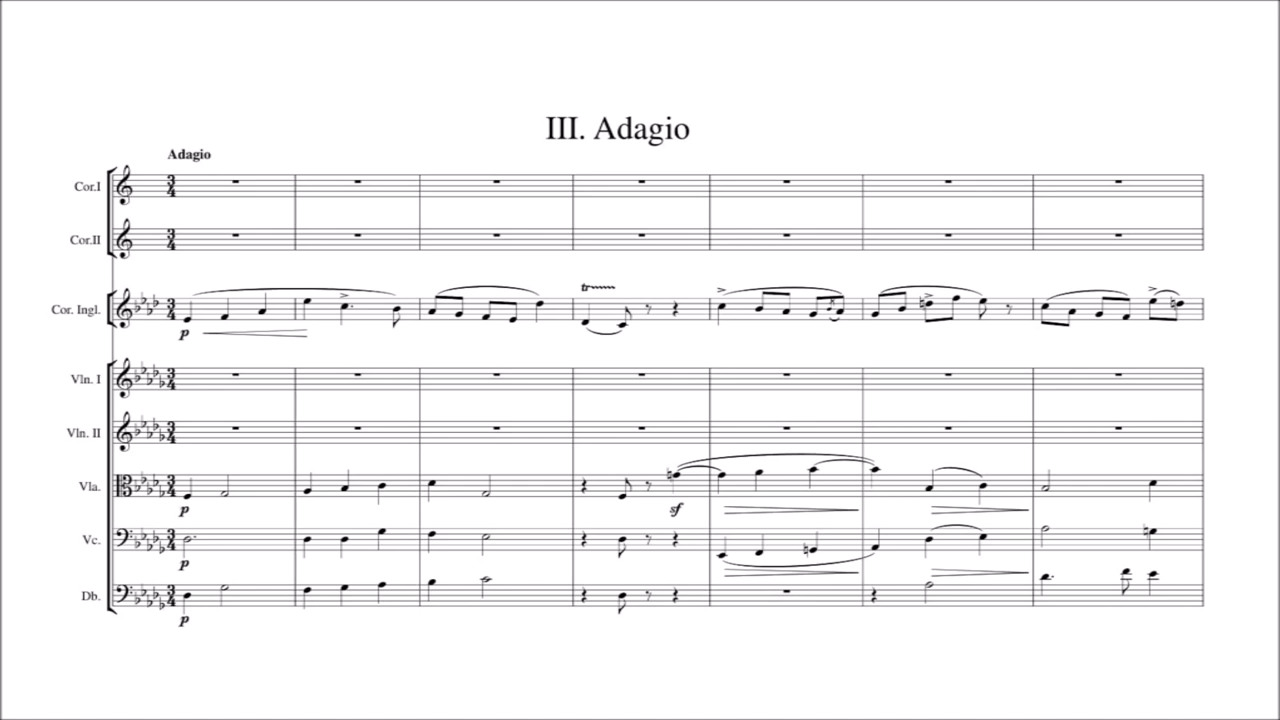 III. Adagio
Adagio
Cor.I
Cor.II
Cor. Ingl.
tr
p
Vln. I
Vln. II
Vla.
p
sf
Vc.
p
Db.
p